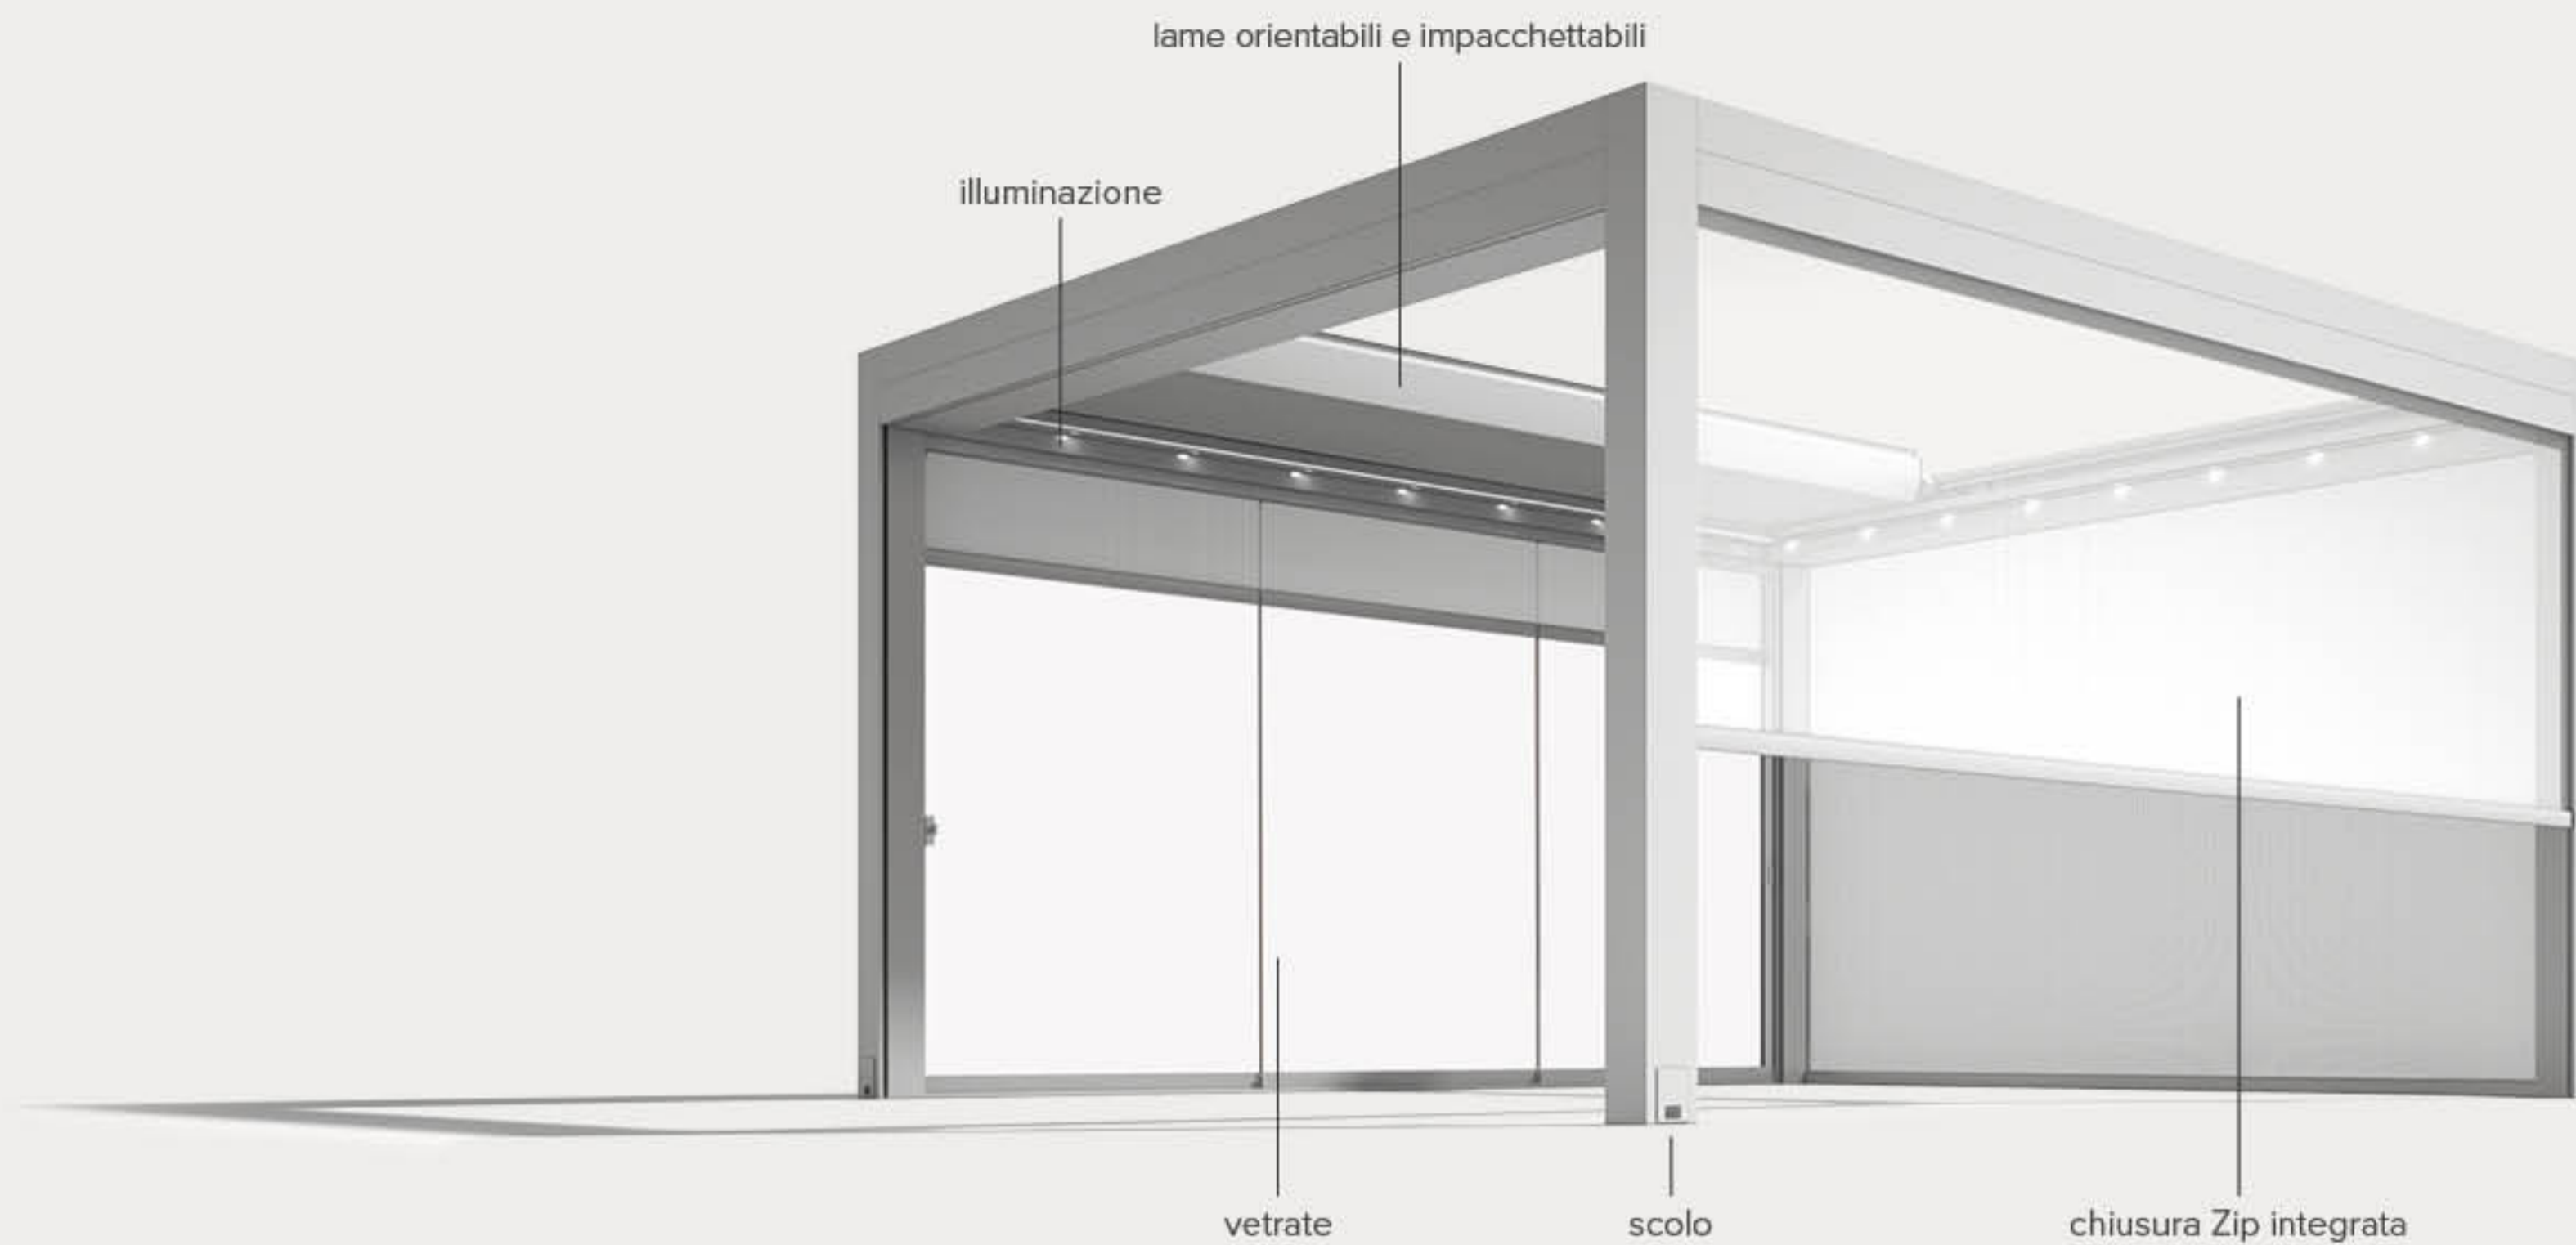 lame orientabili e impacchettabili
illuminazione
vetrate
scolo
chiusura Zip integrata